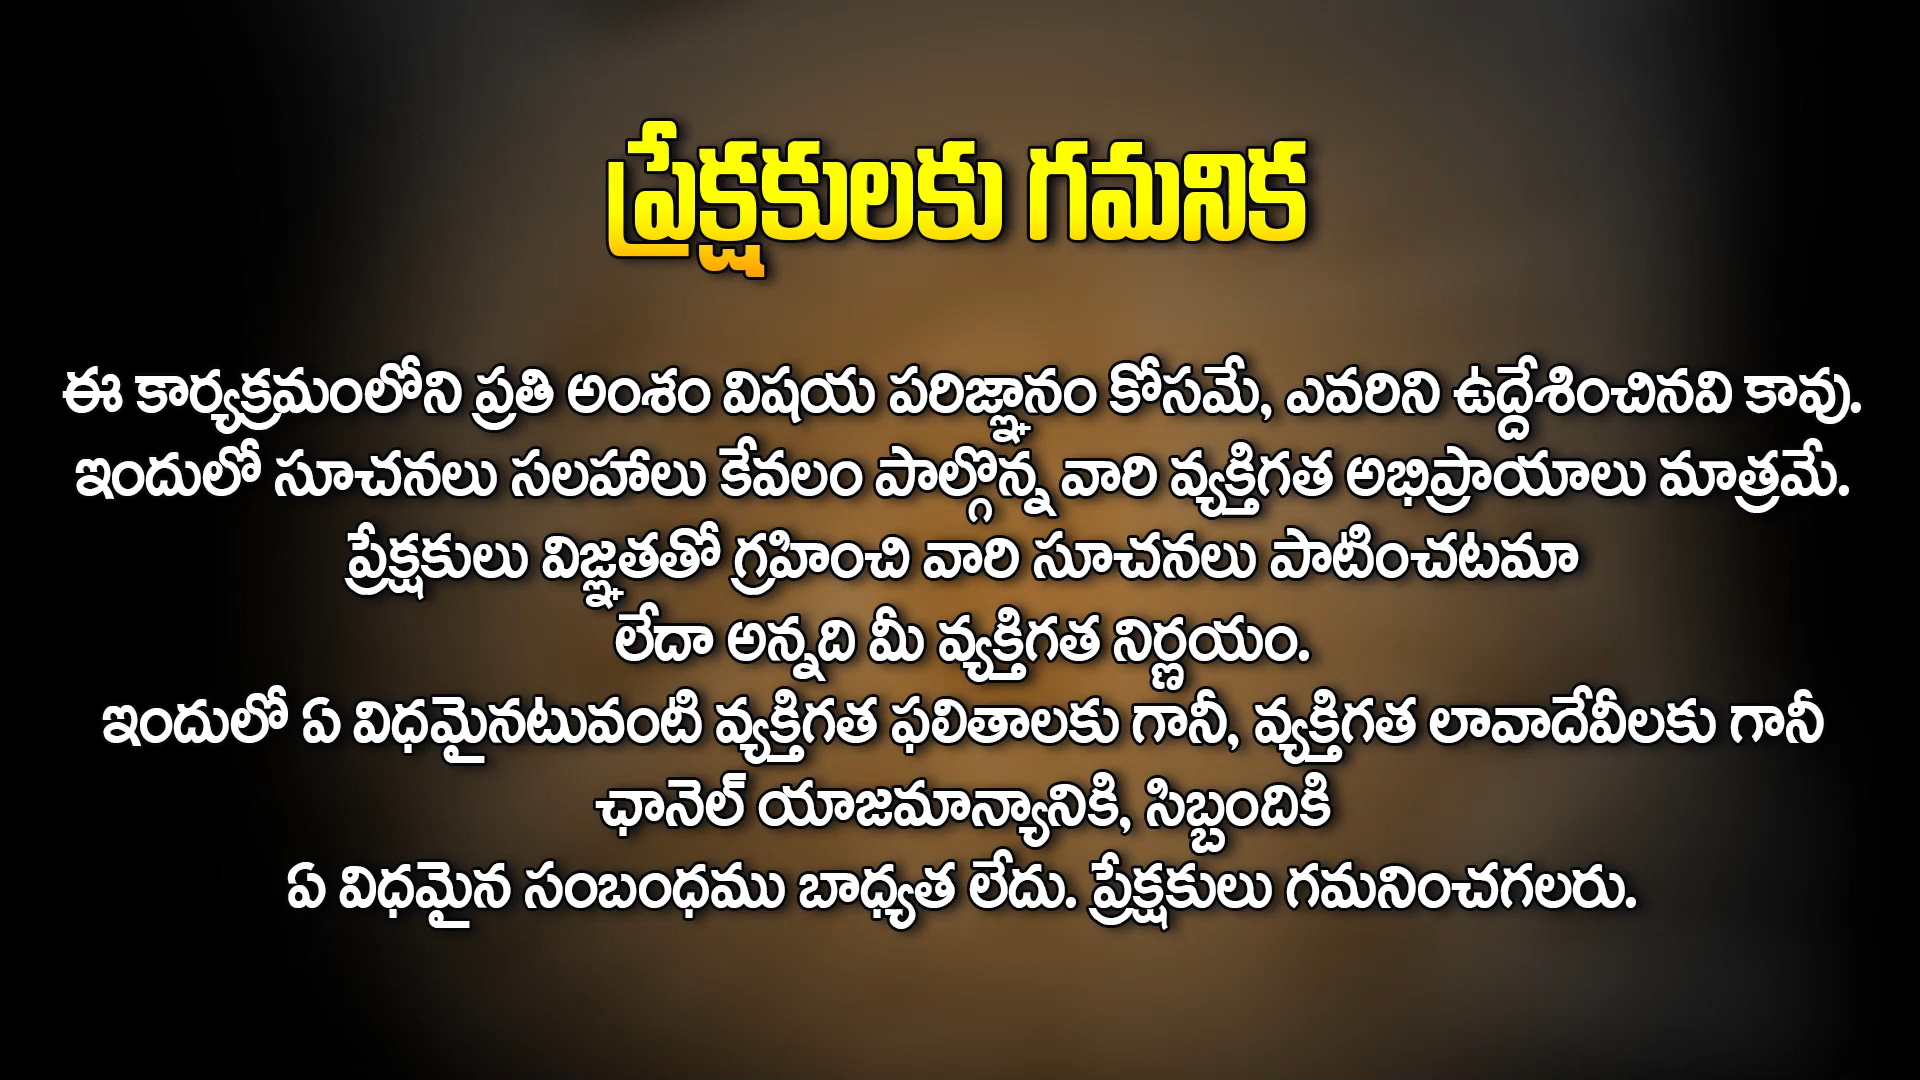 ప్రేక్షకులకు గమనిక
ఈ కార్యక్రమంలోని ప్రతి అంశం విషయ పరిజ్ఞానం కోసమే, ఎవరిని ఉద్దేశించినవి కావు.
ఇందులో సూచనలు సలహాలు కేవలం పాల్గొన్న వారి వ్యక్తిగత అభిప్రాయాలు మాత్రమే.
ప్రేక్షకులు విజ్ఞతతో గ్రహించి వారి సూచనలు పాటించటమా
లేదా అన్నది మీ వ్యక్తిగత నిర్ణయం.
ఇందులో ఏ విధమైనటువంటి వ్యక్తిగత ఫలితాలకు గానీ, వ్యక్తిగత లావాదేవీలకు గానీ
ఛానెల్ యాజమాన్యానికి, సిబ్బందికి
ఏ విధమైన సంబంధము బాధ్యత లేదు. ప్రేక్షకులు గమనించగలరు.